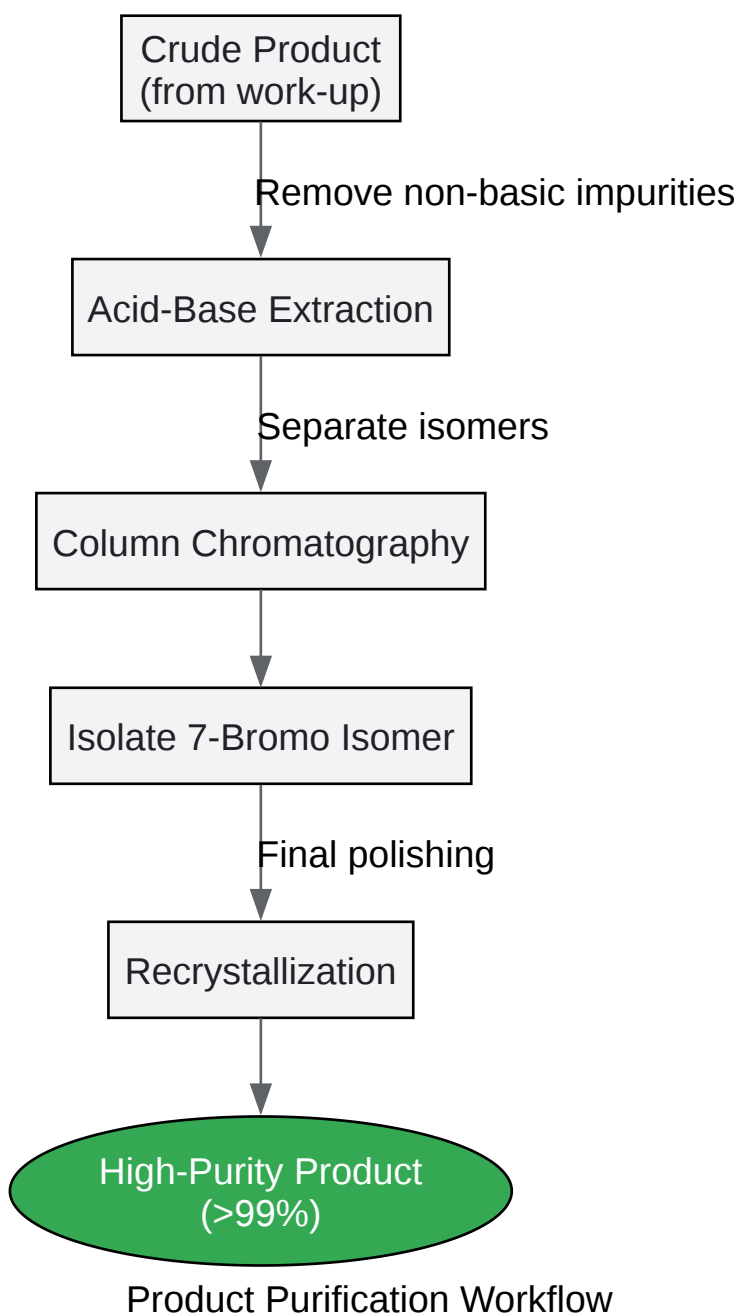 Crude Product
(from work-up)
Remove non-basic impurities
Acid-Base Extraction
Separate isomers
Column Chromatography
Isolate 7-Bromo Isomer
Final polishing
Recrystallization
High-Purity Product
(>99%)
Product Purification Workflow